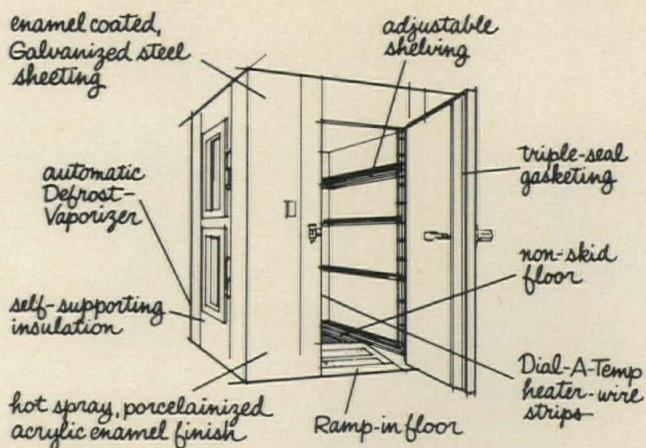 enamel coated,
Galvanized steel
sheeting
adjustable
shelving
automatic
Defrost-
Vaporizer
triple-seal
gasketing
non-skid
floor
self-supporting
insulation
Dial-A-Temp
heater-wire
strips
hot spray, porcelainized
acrylic enamel finish
Ramp-in floor